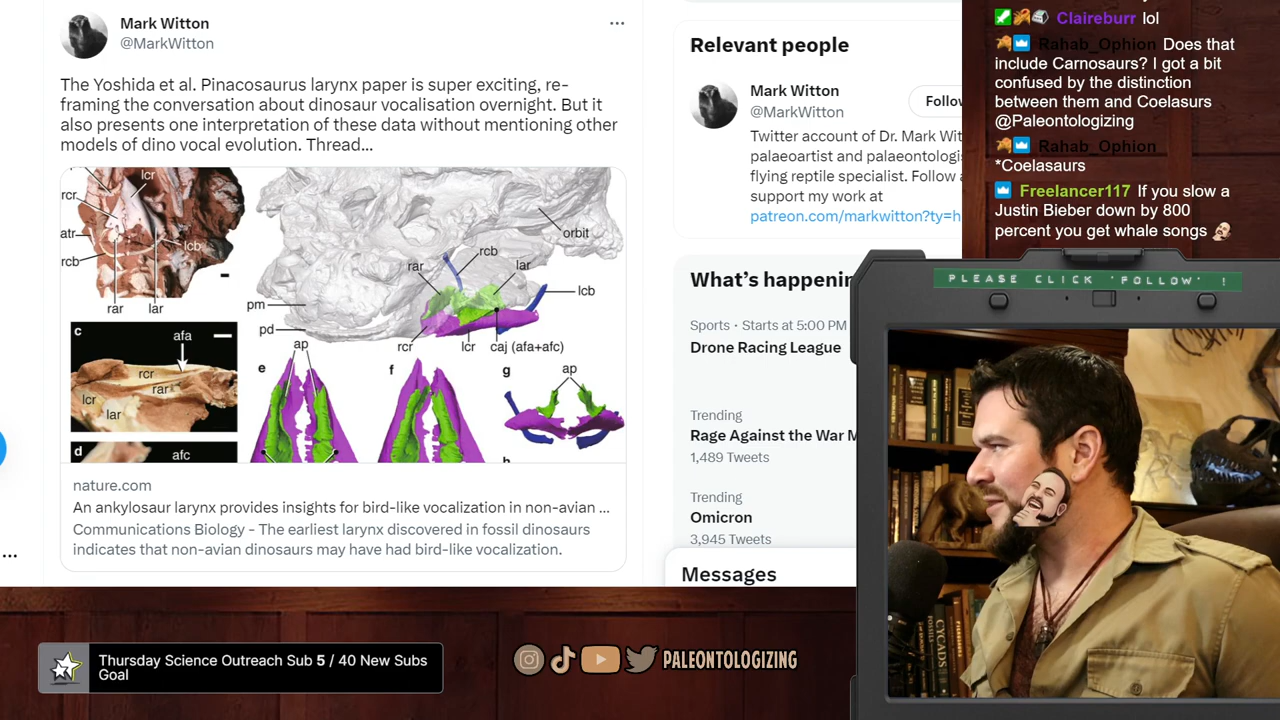 Mark Witton
@MarkWitton
The Yoshida et al. Pinacosaurus larynx paper is super exciting, re-
framing the conversation about dinosaur vocalisation overnight. But it
also presents one interpretation of these data without mentioning other
models of dino vocal evolution. Thread...
rcr
lcr
atr
rcb
lcb
rar
lar
orbit
rcb
rar
lar
lcb
pm
pd
rcr
lcr
caj (afa+afc)
c
afa
rcr
rar
lcr
lar
d
afc
ap
e
f
g
ap
nature.com
An ankylosaur larynx provides insights for bird-like vocalization in non-avian ...
Communications Biology - The earliest larynx discovered in fossil dinosaurs
indicates that non-avian dinosaurs may have had bird-like vocalization.
Relevant people
Mark Witton
@MarkWitton
Follow
Twitter account of Dr. Mark Wit
palaeoartist and palaeontologis
flying reptile specialist. Follow a
support my work at
patreon.com/markwitton?ty=h
What's happenin
Sports · Starts at 5:00 PM
Drone Racing League
Trending
Rage Against the War M
1,489 Tweets
Trending
Omicron
3,945 Tweets
Messages
Claireburr lol
Rahab_Ophion Does that
include Carnosaurs? I got a bit
confused by the distinction
between them and Coelasurs
@Paleontologizing
Rahab_Ophion
*Coelasaurs
Freelancer117 If you slow a
Justin Bieber down by 800
percent you get whale songs
PLEASE CLICK "FOLLOW" !
CYCADS
FOSSILS
Thursday Science Outreach Sub 5 / 40 New Subs
Goal
PALEONTOLOGIZING